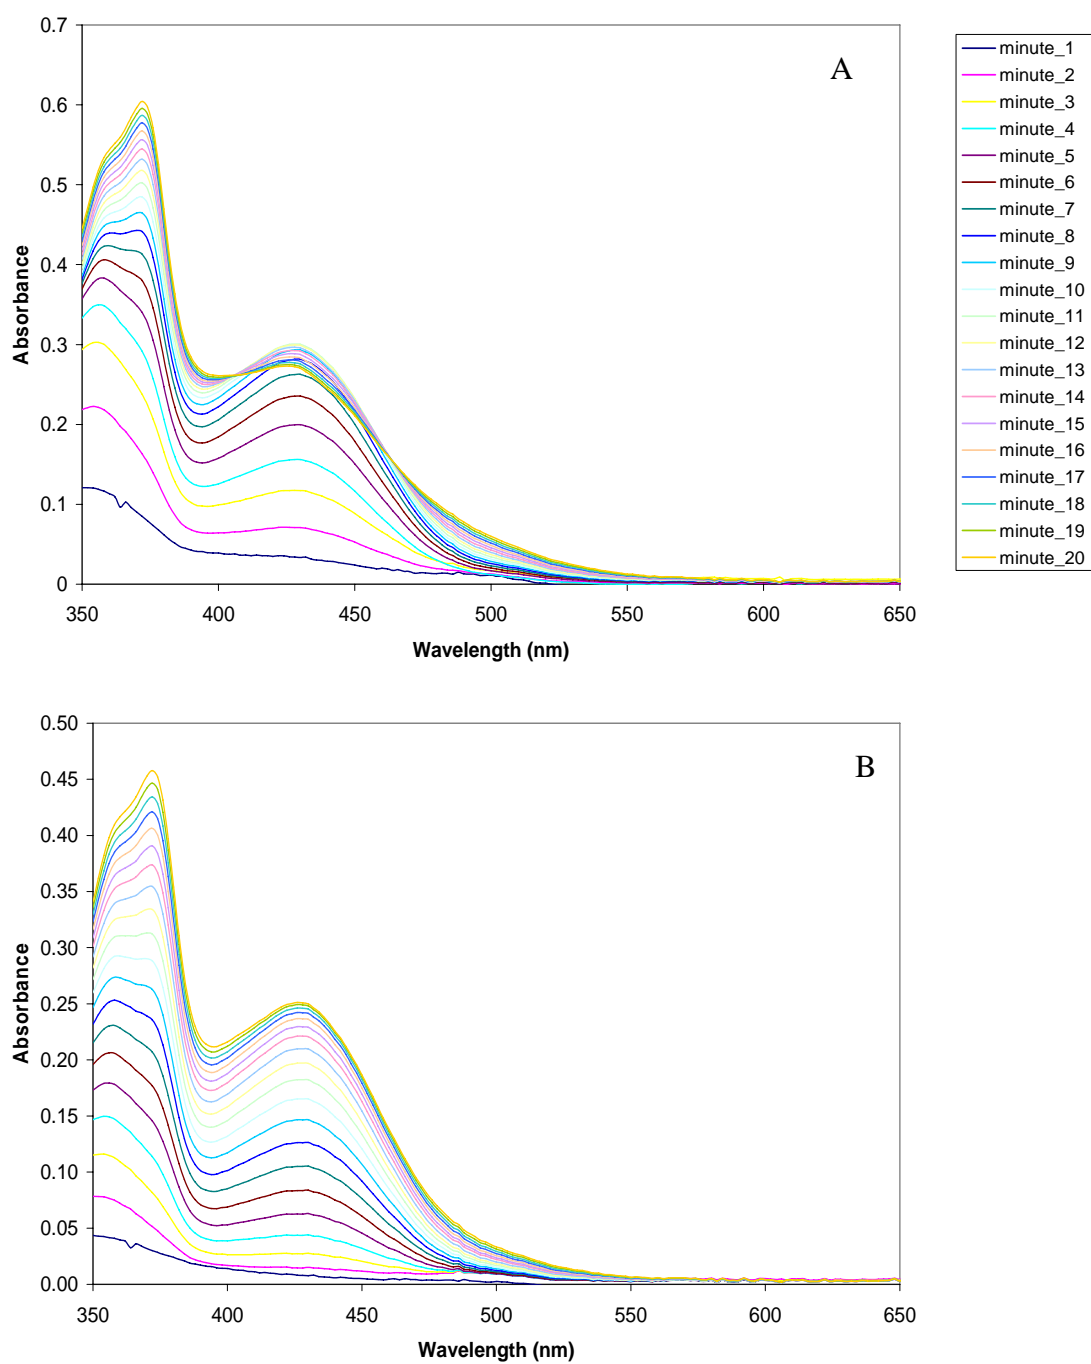 0.7
0.6
0.5
0.4
0.3
0.2
0.1
0
Absorbance
A
350 400 450 500 550 600 650
Wavelength (nm)
minute_1
minute_2
minute_3
minute_4
minute_5
minute_6
minute_7
minute_8
minute_9
minute_10
minute_11
minute_12
minute_13
minute_14
minute_15
minute_16
minute_17
minute_18
minute_19
minute_20
0.50
0.45
0.40
0.35
0.30
0.25
0.20
0.15
0.10
0.05
0.00
Absorbance
B
350 400 450 500 550 600 650
Wavelength (nm)